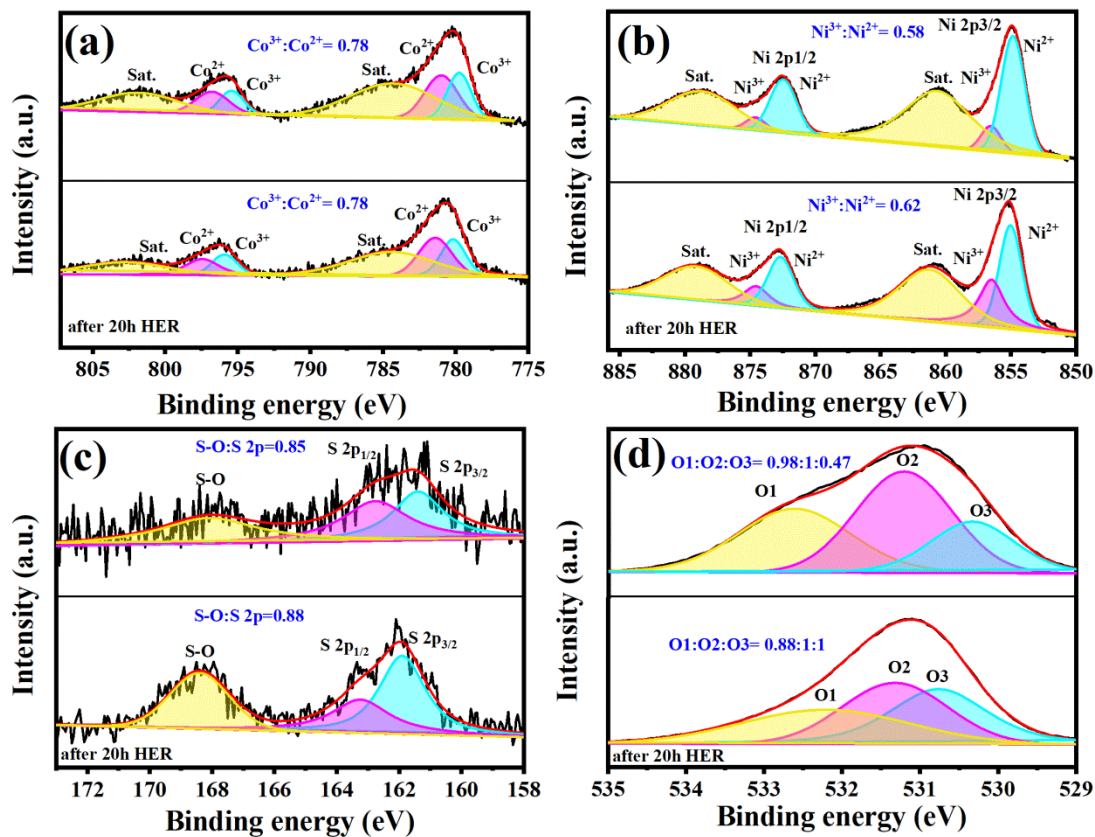 (a)
Co³⁺:Co²⁺= 0.78
Sat.
Co²⁺
Co³⁺
Sat.
Co²⁺
Co³⁺
Co³⁺:Co²⁺= 0.78
Sat.
Co²⁺
Co³⁺
Sat.
Co²⁺
Co³⁺
after 20h HER
Intensity (a.u.)
805 800 795 790 785 780 775
Binding energy (eV)
(b)
Ni³⁺:Ni²⁺= 0.58
Ni 2p3/2
Ni 2p1/2
Sat.
Ni³⁺
Ni²⁺
Sat.
Ni³⁺
Ni²⁺
Ni³⁺:Ni²⁺= 0.62
Ni 2p3/2
Ni 2p1/2
Sat.
Ni³⁺
Ni²⁺
Sat.
Ni³⁺
Ni²⁺
after 20h HER
Intensity (a.u.)
885 880 875 870 865 860 855 850
Binding energy (eV)
(c)
S-O:S 2p=0.85
S-O
S 2p₁/₂
S 2p₃/₂
S-O:S 2p=0.88
S-O
S 2p₁/₂
S 2p₃/₂
after 20h HER
Intensity (a.u.)
172 170 168 166 164 162 160 158
Binding energy (eV)
(d)
O1:O2:O3= 0.98:1:0.47
O1
O2
O3
O1:O2:O3= 0.88:1:1
O1
O2
O3
after 20h HER
Intensity (a.u.)
535 534 533 532 531 530 529
Binding energy (eV)